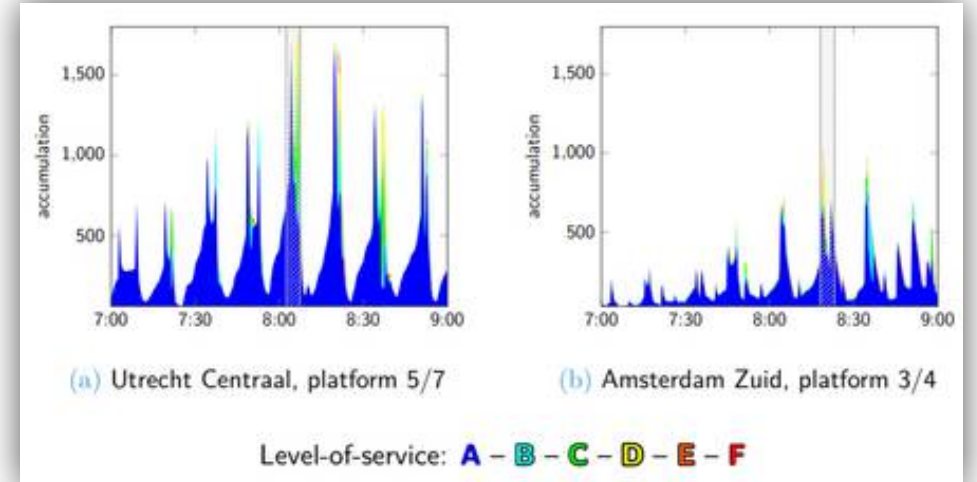 accumulation
1,500
1,000
500
7:00 7:30 8:00 8:30 9:00
(a) Utrecht Centraal, platform 5/7
accumulation
1,500
1,000
500
7:00 7:30 8:00 8:30 9:00
(b) Amsterdam Zuid, platform 3/4
Level-of-service: A – B – C – D – E – F